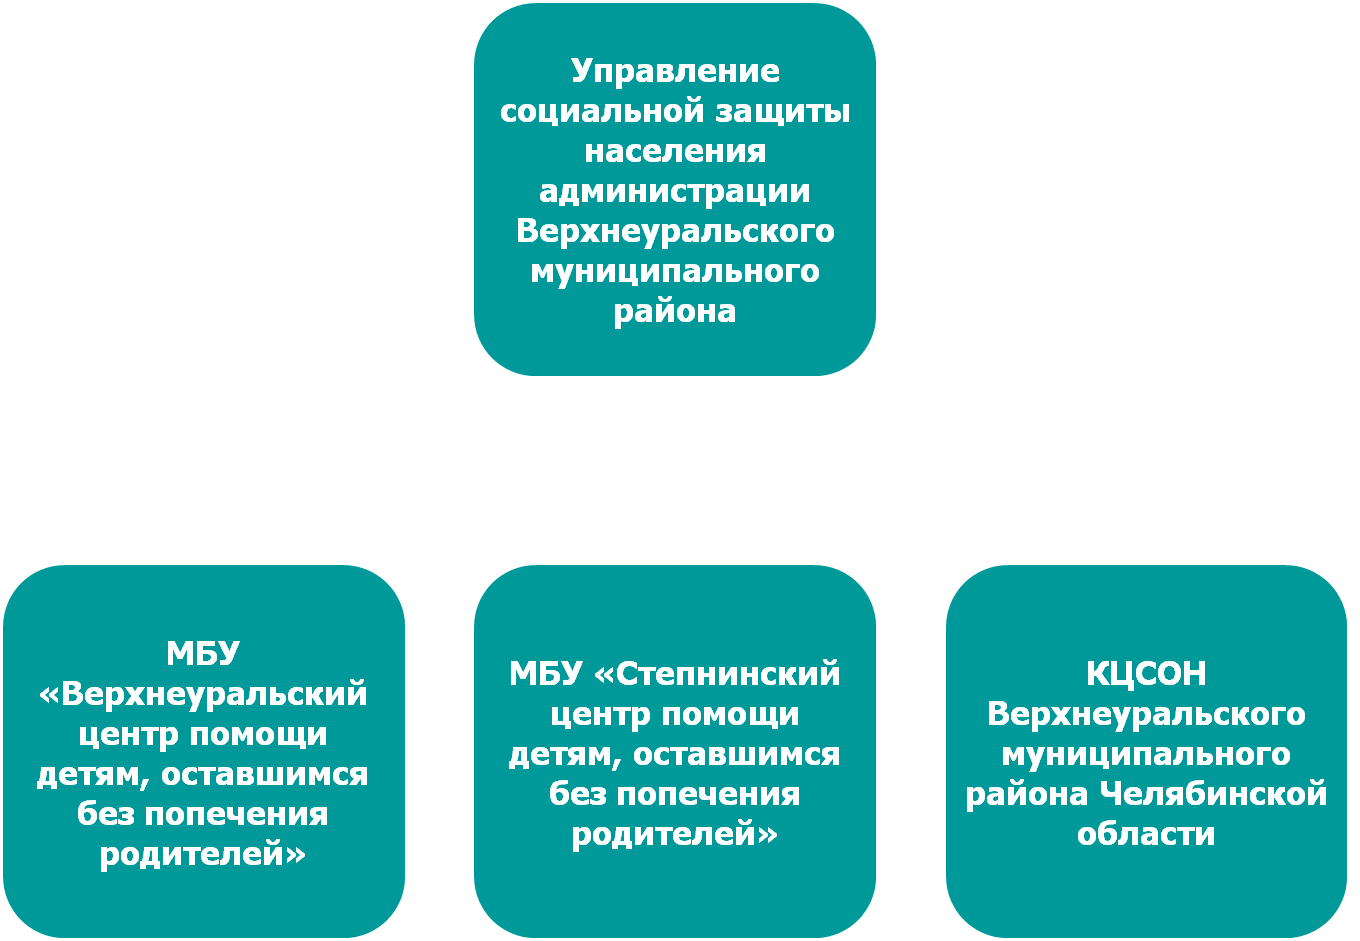 Управление
социальной защиты
населения
администрации
Верхнеуральского
муниципального
района
МБУ
«Верхнеуральский
центр помощи
детям, оставшимся
без попечения
родителей»
МБУ «Степнинский
центр помощи
детям, оставшимся
без попечения
родителей»
КЦСОН
Верхнеуральского
муниципального
района Челябинской
области